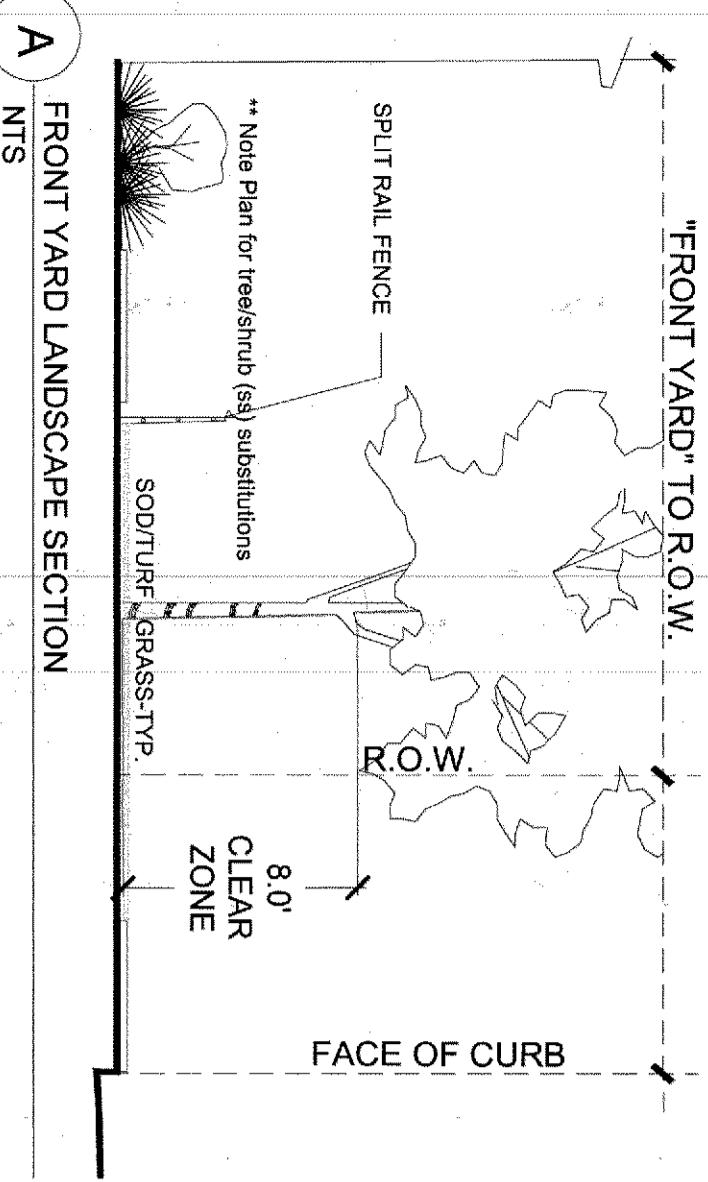 "FRONT YARD" TO R.O.W.
SPLIT RAIL FENCE
** Note Plan for tree/shrub (ss) substitutions
R.O.W.
FACE OF CURB
8.0'
CLEAR
ZONE
SOD/TURF GRASS-TYP.
A
FRONT YARD LANDSCAPE SECTION
NTS